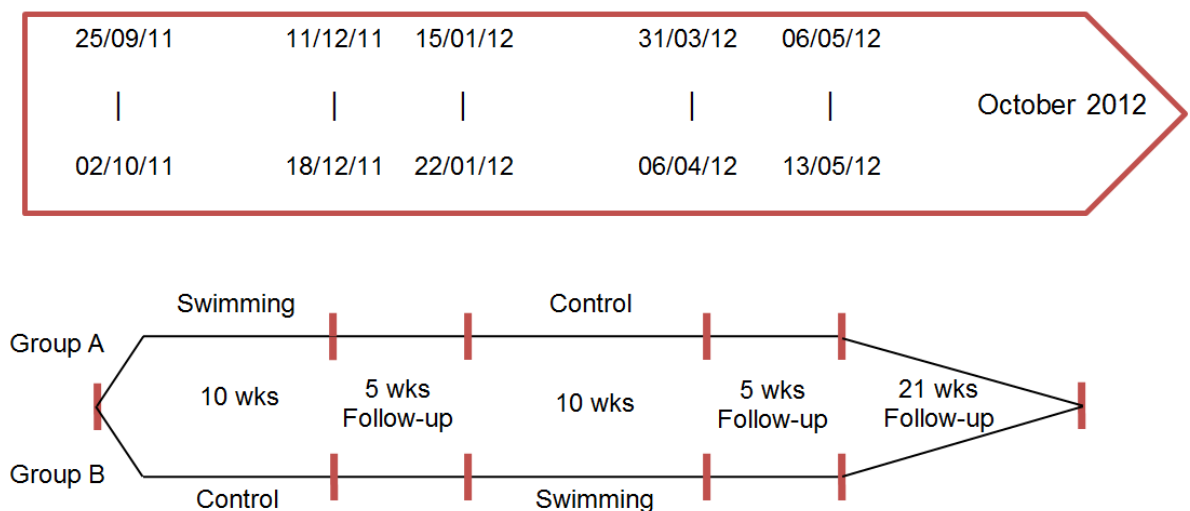 25/09/11 11/12/11 15/01/12 31/03/12 06/05/12
| | | | |
October 2012
02/10/11 18/12/11 22/01/12 06/04/12 13/05/12
Swimming Control
Group A
10 wks
5 wks
Follow-up
10 wks
5 wks
Follow-up
21 wks
Follow-up
Group B
Control Swimming